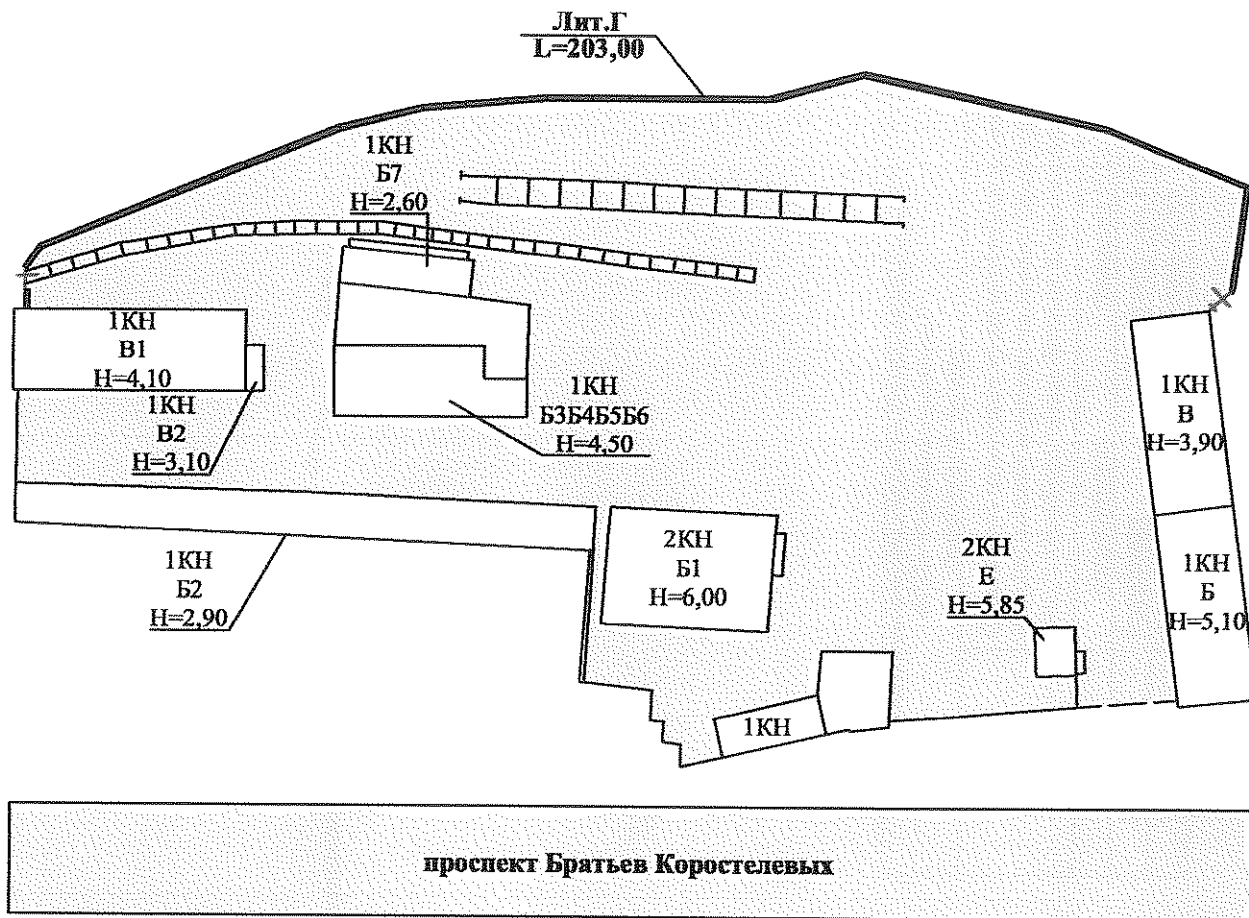 Лит.Г
L=203,00
1КН
Б7
Н=2,60
1КН
В1
Н=4,10
1КН
В2
Н=3,10
1КН
Б3Б4Б5Б6
Н=4,50
1КН
В
Н=3,90
1КН
Б2
Н=2,90
2КН
Б1
Н=6,00
2КН
Е
Н=5,85
1КН
Б
Н=5,10
1КН
проспект Братьев Коростелевых